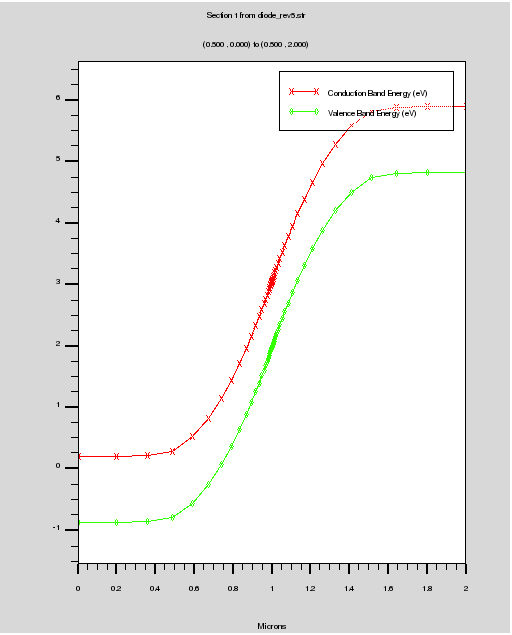 Section 1 from diode_rev5.str
(0.500 , 0.000) to (0.500 , 2.000)
Conduction Band Energy (eV)
Valence Band Energy (eV)
6
5
4
3
2
1
0
-1
0 0.2 0.4 0.6 0.8 1 1.2 1.4 1.6 1.8 2
Microns